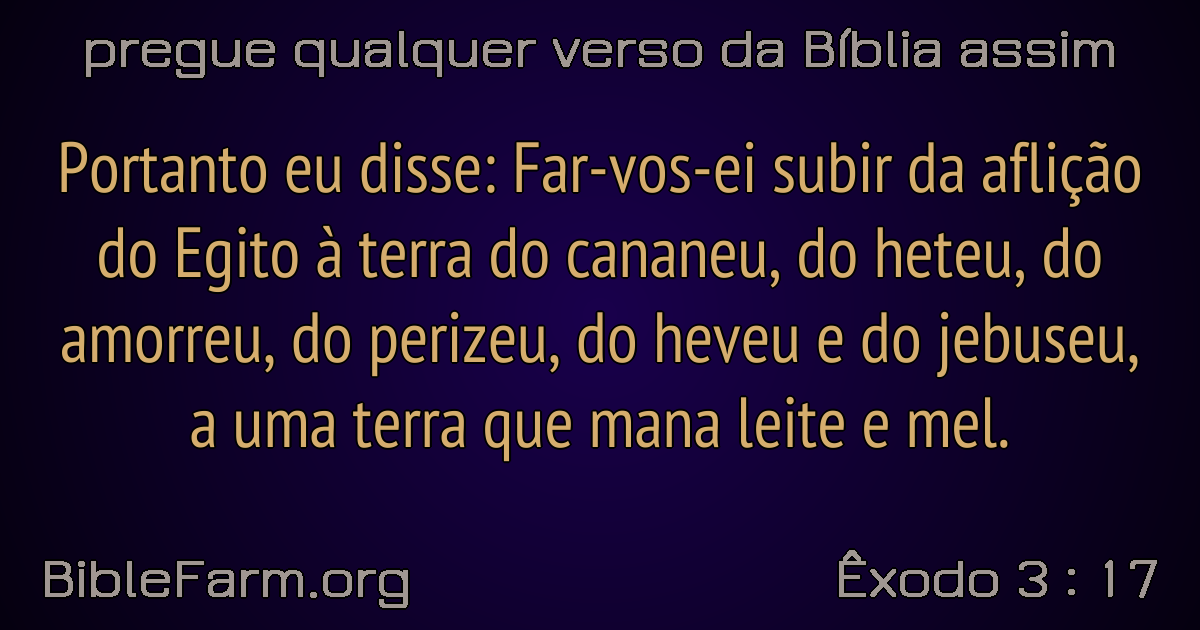 pregue qualquer verso da Bíblia assim
Portanto eu disse: Far-vos-ei subir da aflição
do Egito à terra do cananeu, do heteu, do
amorreu, do perizeu, do heveu e do jebuseu,
a uma terra que mana leite e mel.
BibleFarm.org
Êxodo 3 : 17